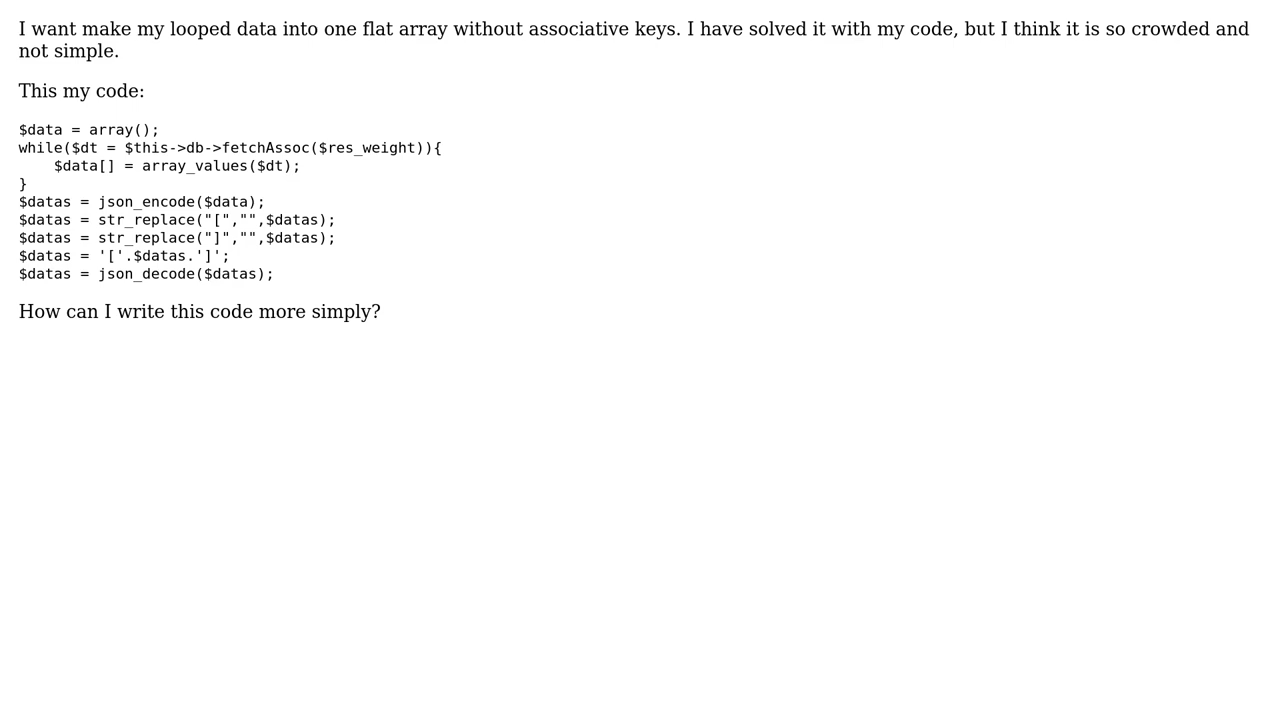 I want make my looped data into one flat array without associative keys. I have solved it with my code, but I think it is so crowded and
not simple.
This my code:
$data = array();
while($dt = $this->db->fetchAssoc($res_weight)){
    $data[] = array_values($dt);
}
$datas = json_encode($data);
$datas = str_replace("[","",$datas);
$datas = str_replace("]","",$datas);
$datas = '['.$datas.']';
$datas = json_decode($datas);
How can I write this code more simply?